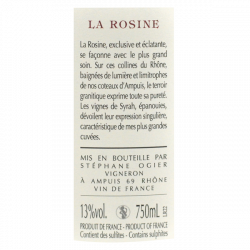 LA ROSINE
La Rosine, exclusive et éclatante,
se façonne avec le plus grand
soin. Sur ces collines du Rhône,
baignées de lumière et limitrophes
de nos coteaux d'Ampuis, le terroir
granitique exprime toute sa pureté.
Les vignes de Syrah, épanouies,
dévoilent leur expression singulière,
caractéristique de mes plus grandes
cuvées.
MIS EN BOUTEILLE PAR
STÉPHANE OGIER
VIGNERON
À AMPUIS 69 RHÔNE
VIN DE FRANCE
13%vol. 750mL
PRODUIT DE FRANCE - PRODUCT OF FRANCE
Contient des sulfites - Contains sulphites